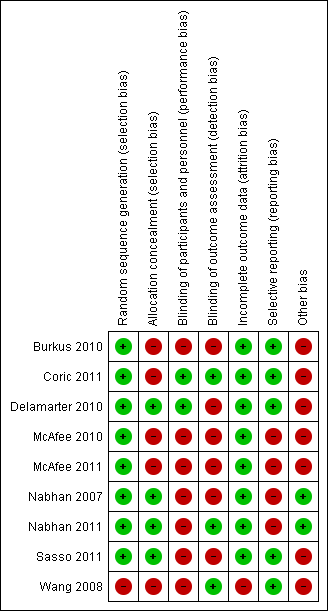 Random sequence generation (selection bias)
Allocation concealment (selection bias)
Blinding of participants and personnel (performance bias)
Blinding of outcome assessment (detection bias)
Incomplete outcome data (attrition bias)
Selective reporting (reporting bias)
Other bias
Burkus 2010 + - - - + + -
Coric 2011 + - + + + + -
Delamarter 2010 + + + - + + -
McAfee 2010 + - - - + - -
McAfee 2011 + - - - + - -
Nabhan 2007 + + - - + - +
Nabhan 2011 + + - + + - +
Sasso 2011 + + - - + + -
Wang 2008 - - - + - + -